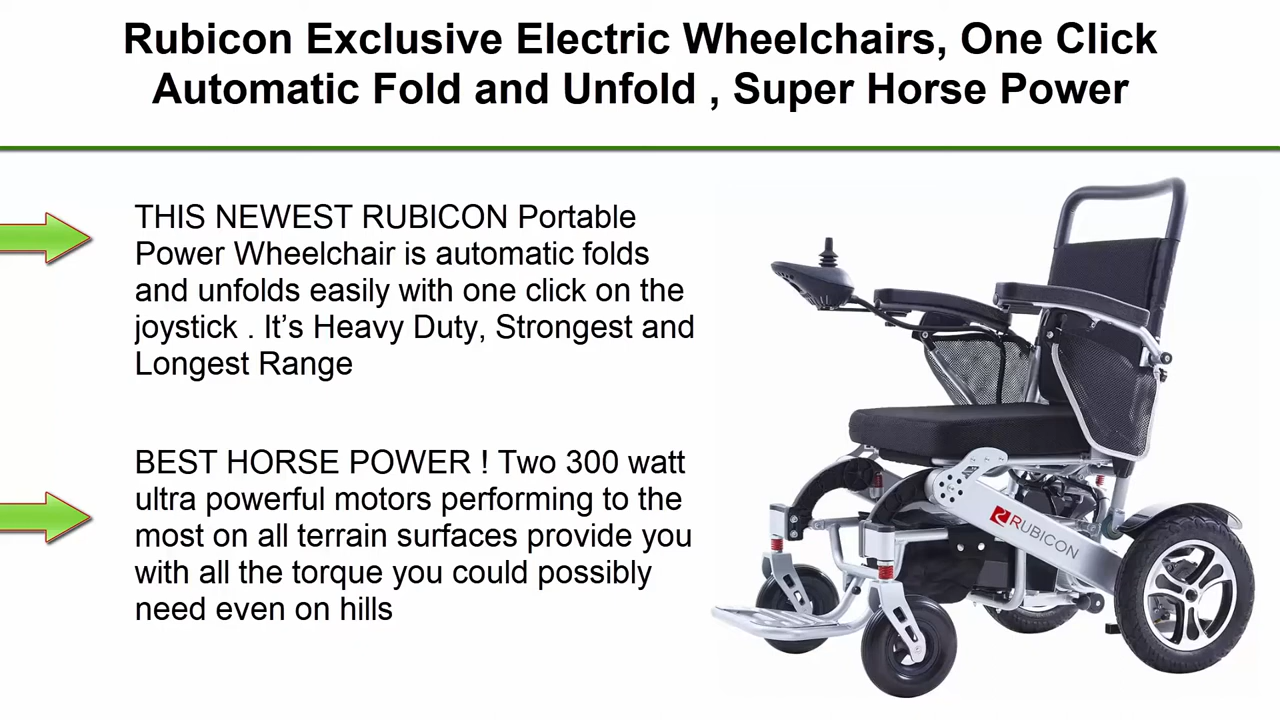 Rubicon Exclusive Electric Wheelchairs, One Click
Automatic Fold and Unfold , Super Horse Power
THIS NEWEST RUBICON Portable
Power Wheelchair is automatic folds
and unfolds easily with one click on the
joystick . It’s Heavy Duty, Strongest and
Longest Range
BEST HORSE POWER ! Two 300 watt
ultra powerful motors performing to the
most on all terrain surfaces provide you
with all the torque you could possibly
need even on hills
RUBICON